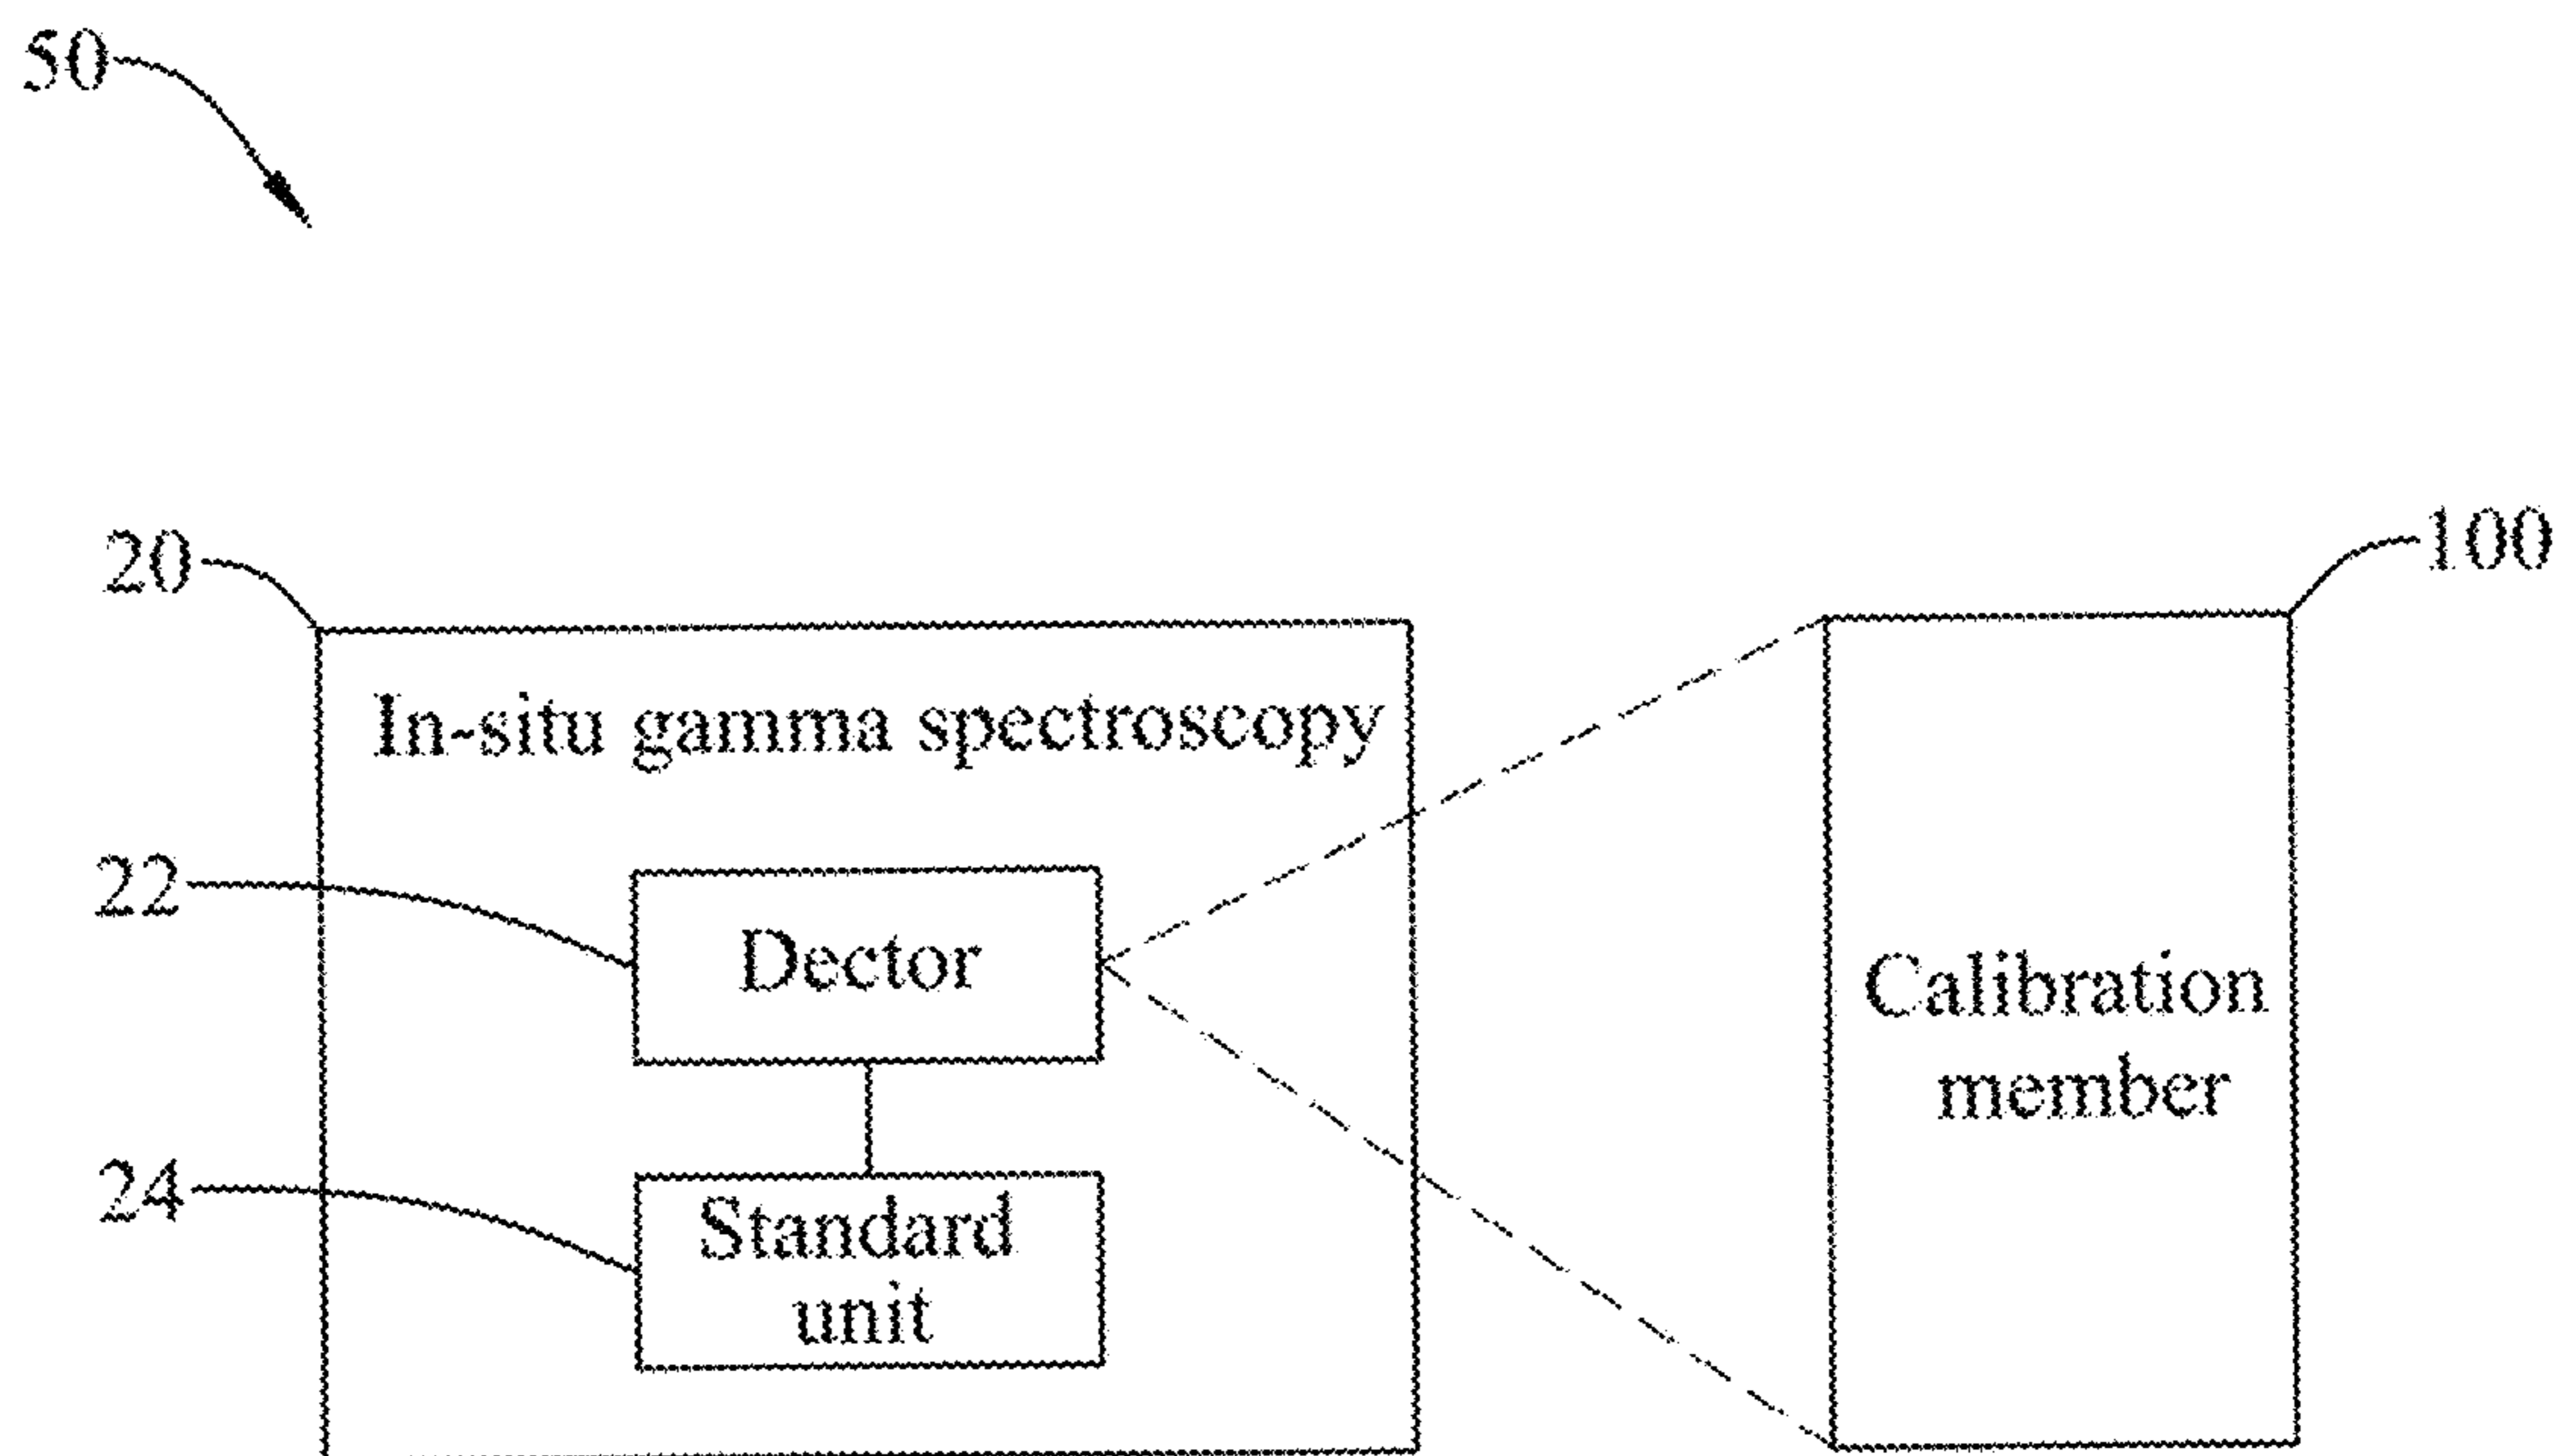 50
20
100
In-situ gamma spectroscopy
22
Dector
Calibration
member
24
Standard
unit